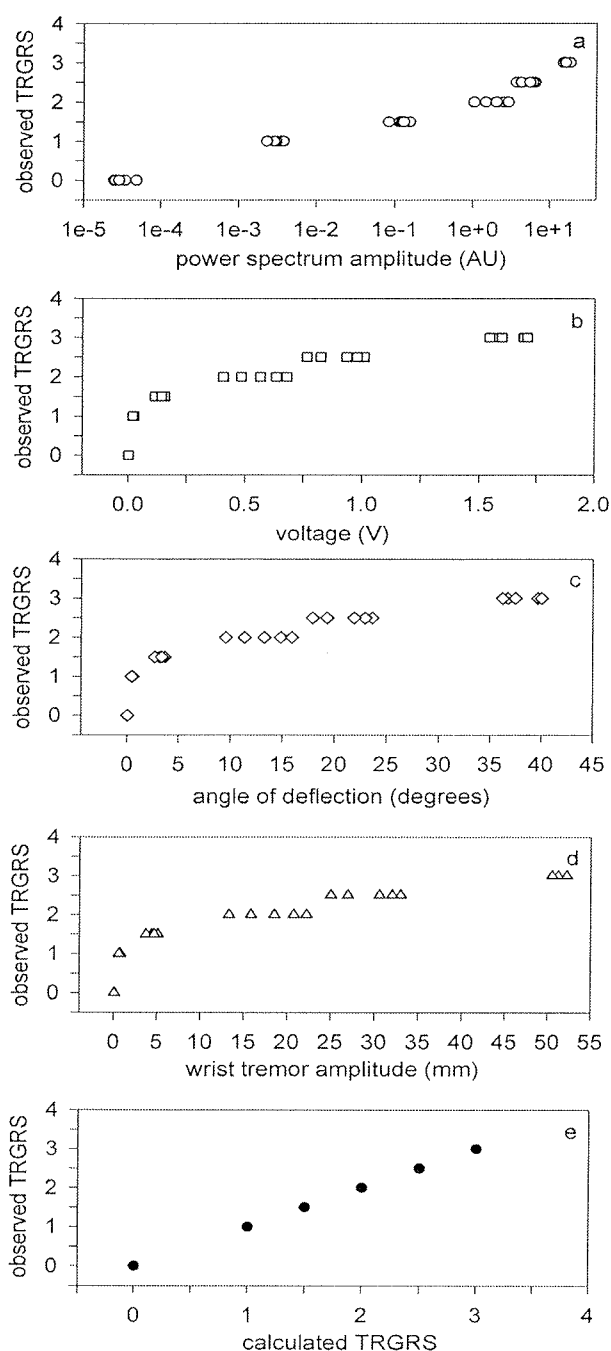 4
a
3
2
1
0
observed TRGRS
1e-5 1e-4 1e-3 1e-2 1e-1 1e+0 1e+1
power spectrum amplitude (AU)
4
b
3
2
1
0
observed TRGRS
0.0 0.5 1.0 1.5 2.0
voltage (V)
4
c
3
2
1
0
observed TRGRS
0 5 10 15 20 25 30 35 40 45
angle of deflection (degrees)
4
d
3
2
1
0
observed TRGRS
0 5 10 15 20 25 30 35 40 45 50 55
wrist tremor amplitude (mm)
4
e
3
2
1
0
observed TRGRS
0 1 2 3 4
calculated TRGRS